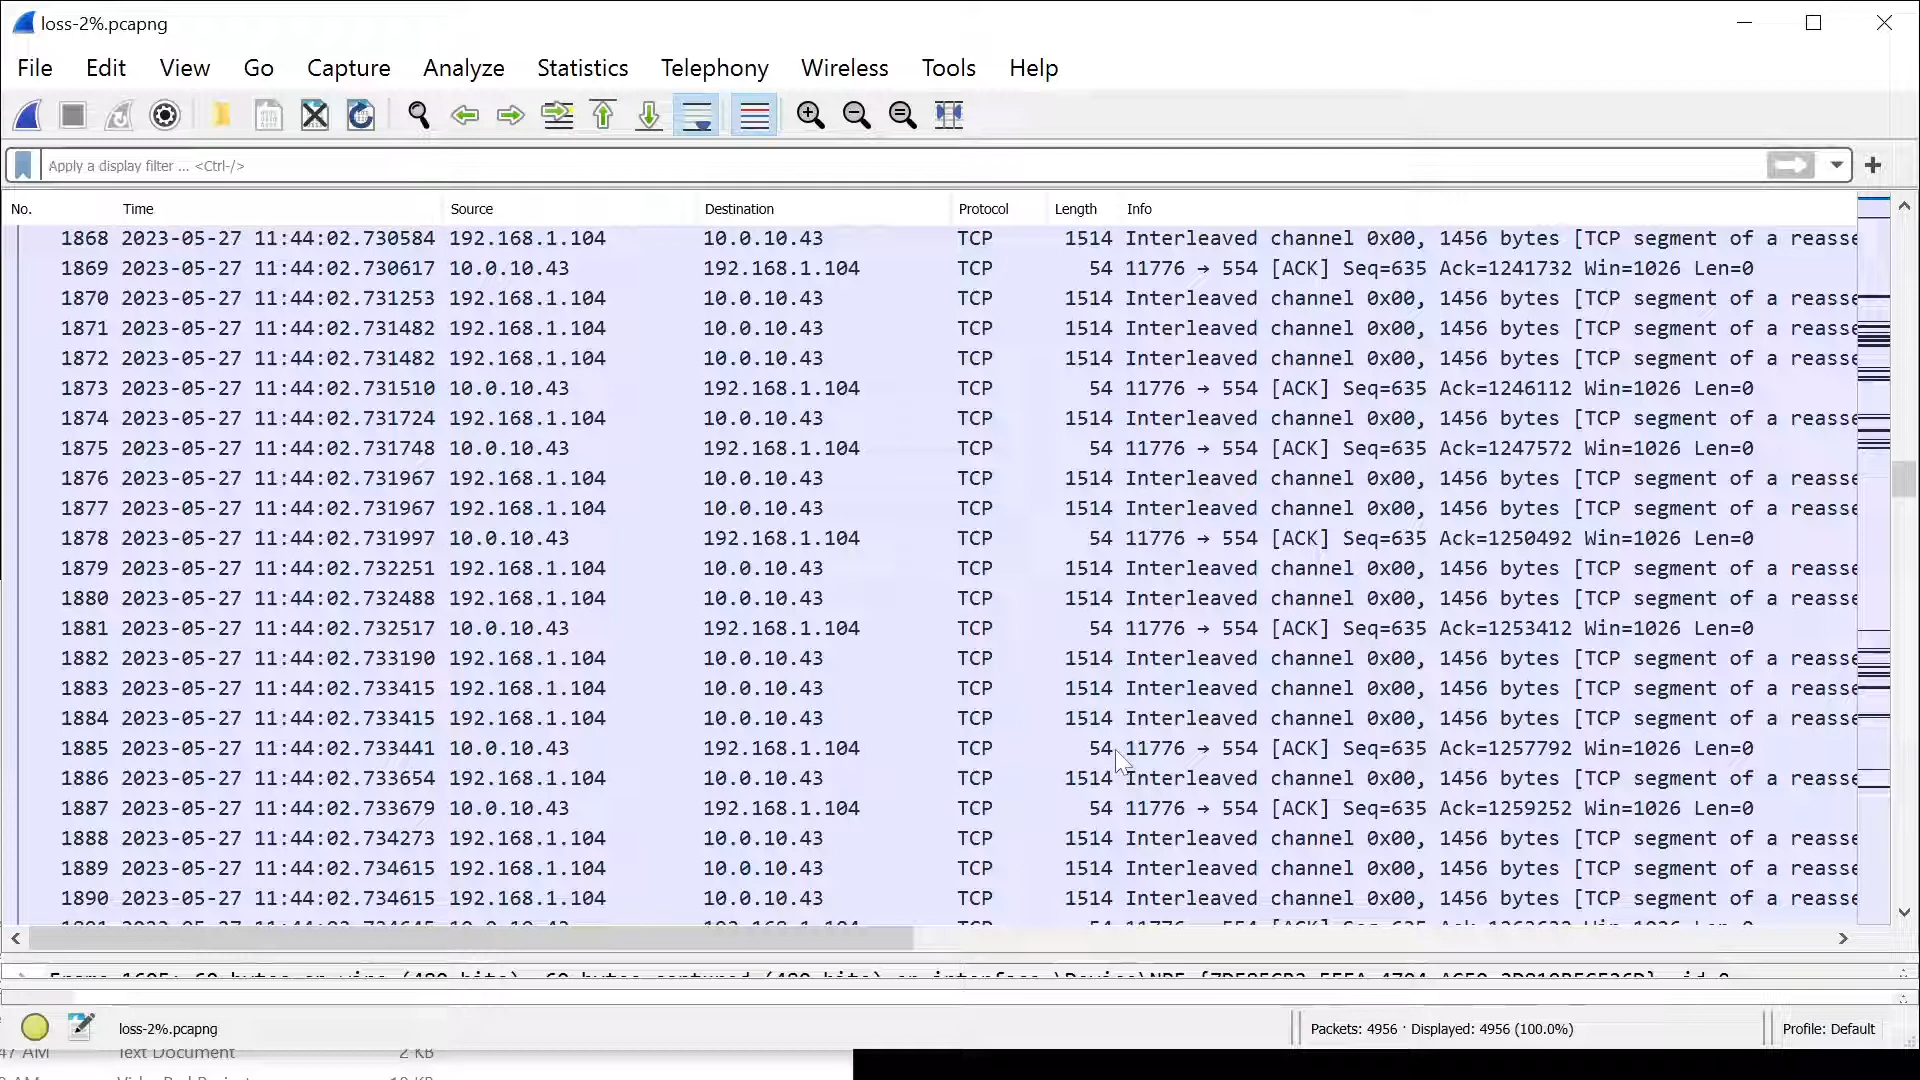 loss-2%.pcapng
File Edit View Go Capture Analyze Statistics Telephony Wireless Tools Help
Apply a display filter ... <Ctrl-/>
No. Time Source Destination Protocol Length Info
1868 2023-05-27 11:44:02.730584 192.168.1.104 10.0.10.43 TCP 1514 Interleaved channel 0x00, 1456 bytes [TCP segment of a reasse
1869 2023-05-27 11:44:02.730617 10.0.10.43 192.168.1.104 TCP 54 11776 → 554 [ACK] Seq=635 Ack=1241732 Win=1026 Len=0
1870 2023-05-27 11:44:02.731253 192.168.1.104 10.0.10.43 TCP 1514 Interleaved channel 0x00, 1456 bytes [TCP segment of a reasse
1871 2023-05-27 11:44:02.731482 192.168.1.104 10.0.10.43 TCP 1514 Interleaved channel 0x00, 1456 bytes [TCP segment of a reasse
1872 2023-05-27 11:44:02.731482 192.168.1.104 10.0.10.43 TCP 1514 Interleaved channel 0x00, 1456 bytes [TCP segment of a reasse
1873 2023-05-27 11:44:02.731510 10.0.10.43 192.168.1.104 TCP 54 11776 → 554 [ACK] Seq=635 Ack=1246112 Win=1026 Len=0
1874 2023-05-27 11:44:02.731724 192.168.1.104 10.0.10.43 TCP 1514 Interleaved channel 0x00, 1456 bytes [TCP segment of a reasse
1875 2023-05-27 11:44:02.731748 10.0.10.43 192.168.1.104 TCP 54 11776 → 554 [ACK] Seq=635 Ack=1247572 Win=1026 Len=0
1876 2023-05-27 11:44:02.731967 192.168.1.104 10.0.10.43 TCP 1514 Interleaved channel 0x00, 1456 bytes [TCP segment of a reasse
1877 2023-05-27 11:44:02.731967 192.168.1.104 10.0.10.43 TCP 1514 Interleaved channel 0x00, 1456 bytes [TCP segment of a reasse
1878 2023-05-27 11:44:02.731997 10.0.10.43 192.168.1.104 TCP 54 11776 → 554 [ACK] Seq=635 Ack=1250492 Win=1026 Len=0
1879 2023-05-27 11:44:02.732251 192.168.1.104 10.0.10.43 TCP 1514 Interleaved channel 0x00, 1456 bytes [TCP segment of a reasse
1880 2023-05-27 11:44:02.732488 192.168.1.104 10.0.10.43 TCP 1514 Interleaved channel 0x00, 1456 bytes [TCP segment of a reasse
1881 2023-05-27 11:44:02.732517 10.0.10.43 192.168.1.104 TCP 54 11776 → 554 [ACK] Seq=635 Ack=1253412 Win=1026 Len=0
1882 2023-05-27 11:44:02.733190 192.168.1.104 10.0.10.43 TCP 1514 Interleaved channel 0x00, 1456 bytes [TCP segment of a reasse
1883 2023-05-27 11:44:02.733415 192.168.1.104 10.0.10.43 TCP 1514 Interleaved channel 0x00, 1456 bytes [TCP segment of a reasse
1884 2023-05-27 11:44:02.733415 192.168.1.104 10.0.10.43 TCP 1514 Interleaved channel 0x00, 1456 bytes [TCP segment of a reasse
1885 2023-05-27 11:44:02.733441 10.0.10.43 192.168.1.104 TCP 54 11776 → 554 [ACK] Seq=635 Ack=1257792 Win=1026 Len=0
1886 2023-05-27 11:44:02.733654 192.168.1.104 10.0.10.43 TCP 1514 Interleaved channel 0x00, 1456 bytes [TCP segment of a reasse
1887 2023-05-27 11:44:02.733679 10.0.10.43 192.168.1.104 TCP 54 11776 → 554 [ACK] Seq=635 Ack=1259252 Win=1026 Len=0
1888 2023-05-27 11:44:02.734273 192.168.1.104 10.0.10.43 TCP 1514 Interleaved channel 0x00, 1456 bytes [TCP segment of a reasse
1889 2023-05-27 11:44:02.734615 192.168.1.104 10.0.10.43 TCP 1514 Interleaved channel 0x00, 1456 bytes [TCP segment of a reasse
1890 2023-05-27 11:44:02.734615 192.168.1.104 10.0.10.43 TCP 1514 Interleaved channel 0x00, 1456 bytes [TCP segment of a reasse
loss-2%.pcapng Packets: 4956 · Displayed: 4956 (100.0%) Profile: Default
47 AM Text Document 2 KB